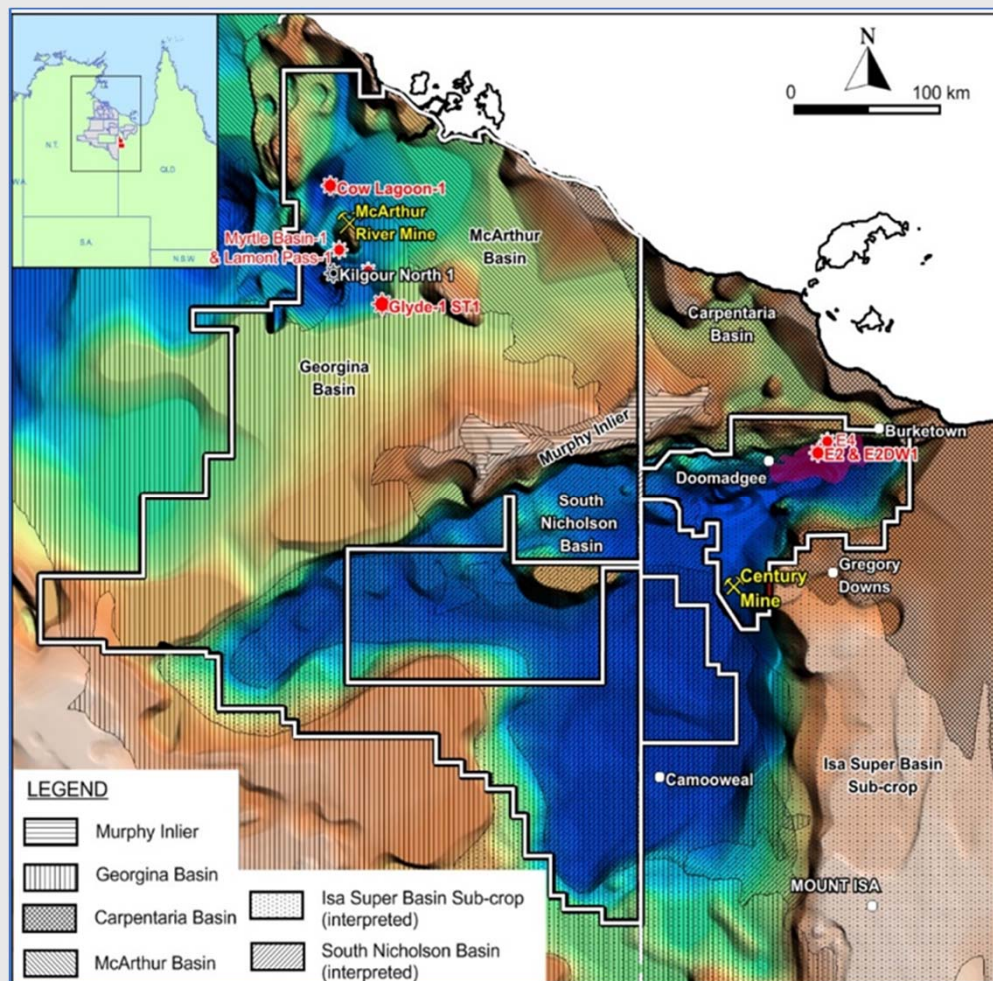 N
0
100 km
N.T.
QLD
W.A.
S.A.
N.S.W
Cow Lagoon-1
McArthur
River Mine
Myrtle Basin-1
& Lamont Pass-1
Kilgour North 1
Glyde-1 ST1
McArthur
Basin
Carpentaria
Basin
Georgina
Basin
Murphy Inlier
Burketown
E4
E2 & E2DW1
Doomadgee
South
Nicholson
Basin
Gregory
Downs
Century
Mine
Isa Super Basin
Sub-crop
Camooweal
MOUNT ISA
LEGEND
Murphy Inlier
Georgina Basin
Carpentaria Basin
McArthur Basin
Isa Super Basin Sub-crop
(interpreted)
South Nicholson Basin
(interpreted)